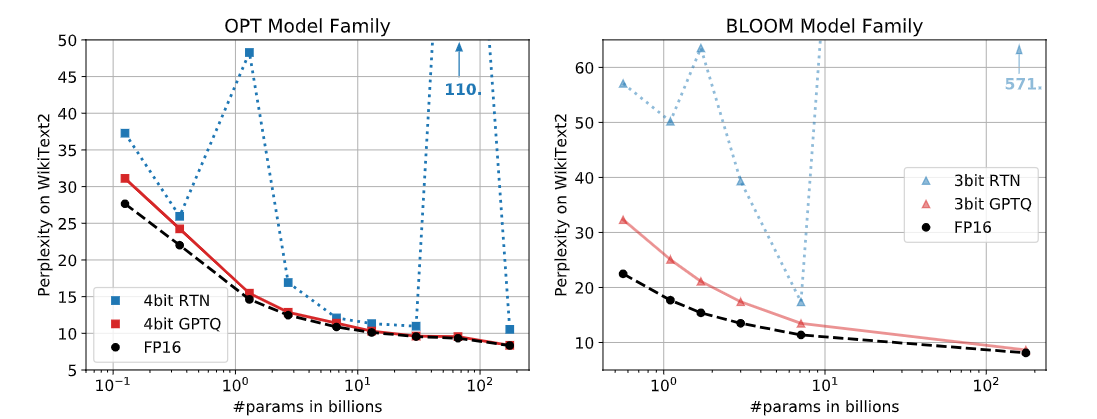 OPT Model Family
Perplexity on WikiText2
50
45
40
35
30
25
20
15
10
5
110.
4bit RTN
4bit GPTQ
FP16
10⁻¹
10⁰
10¹
10²
#params in billions
BLOOM Model Family
Perplexity on WikiText2
60
50
40
30
20
10
571.
3bit RTN
3bit GPTQ
FP16
10⁰
10¹
10²
#params in billions